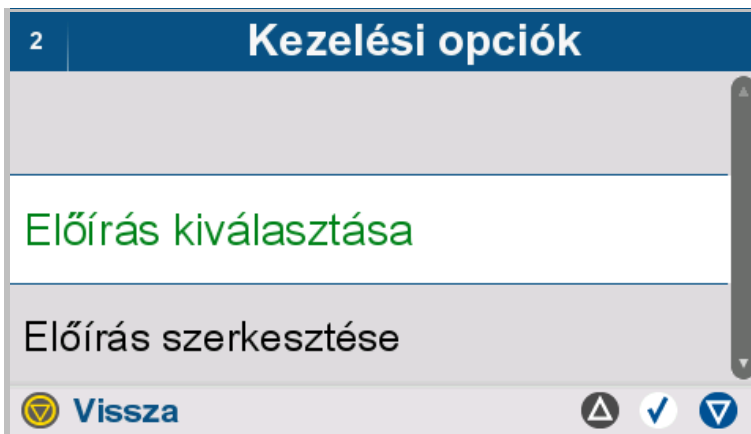 2
Kezelési opciók
Előírás kiválasztása
Előírás szerkesztése
Vissza